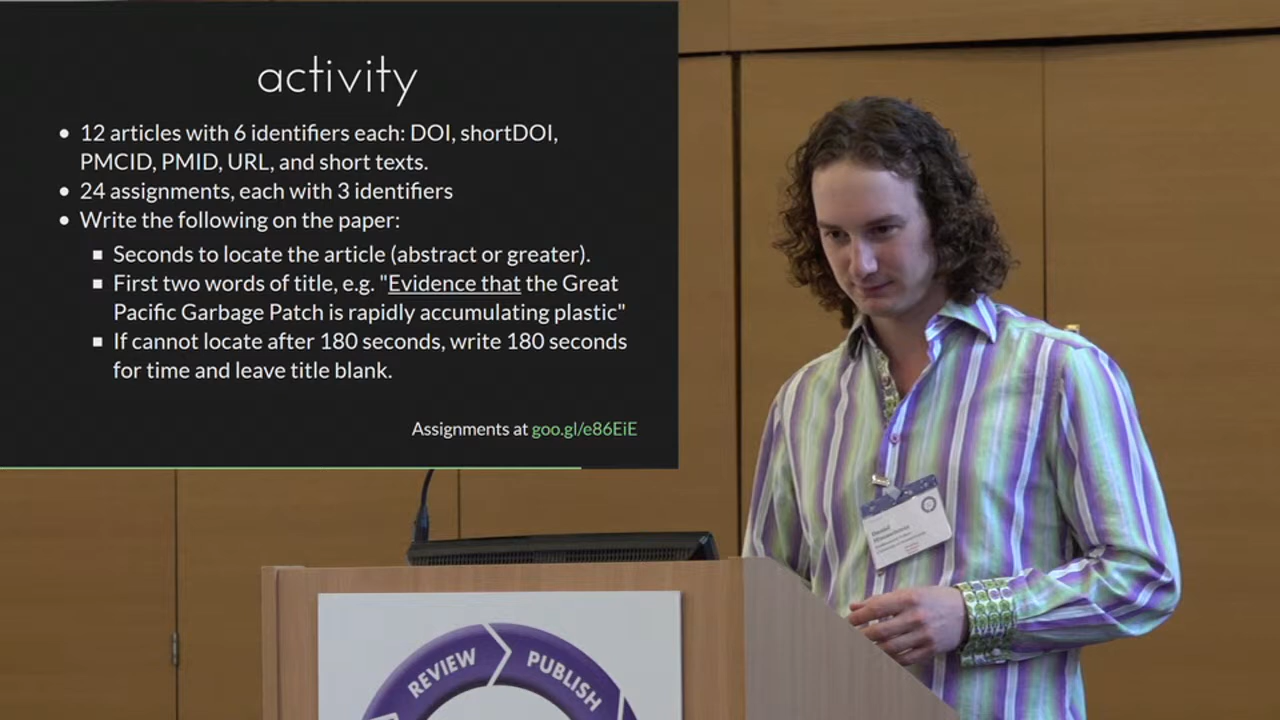 activity
• 12 articles with 6 identifiers each: DOI, shortDOI,
PMCID, PMID, URL, and short texts.
• 24 assignments, each with 3 identifiers
• Write the following on the paper:
▪ Seconds to locate the article (abstract or greater).
▪ First two words of title, e.g. "Evidence that the Great
Pacific Garbage Patch is rapidly accumulating plastic"
▪ If cannot locate after 180 seconds, write 180 seconds
for time and leave title blank.
Assignments at goo.gl/e86EiE
REVIEW
PUBLISH